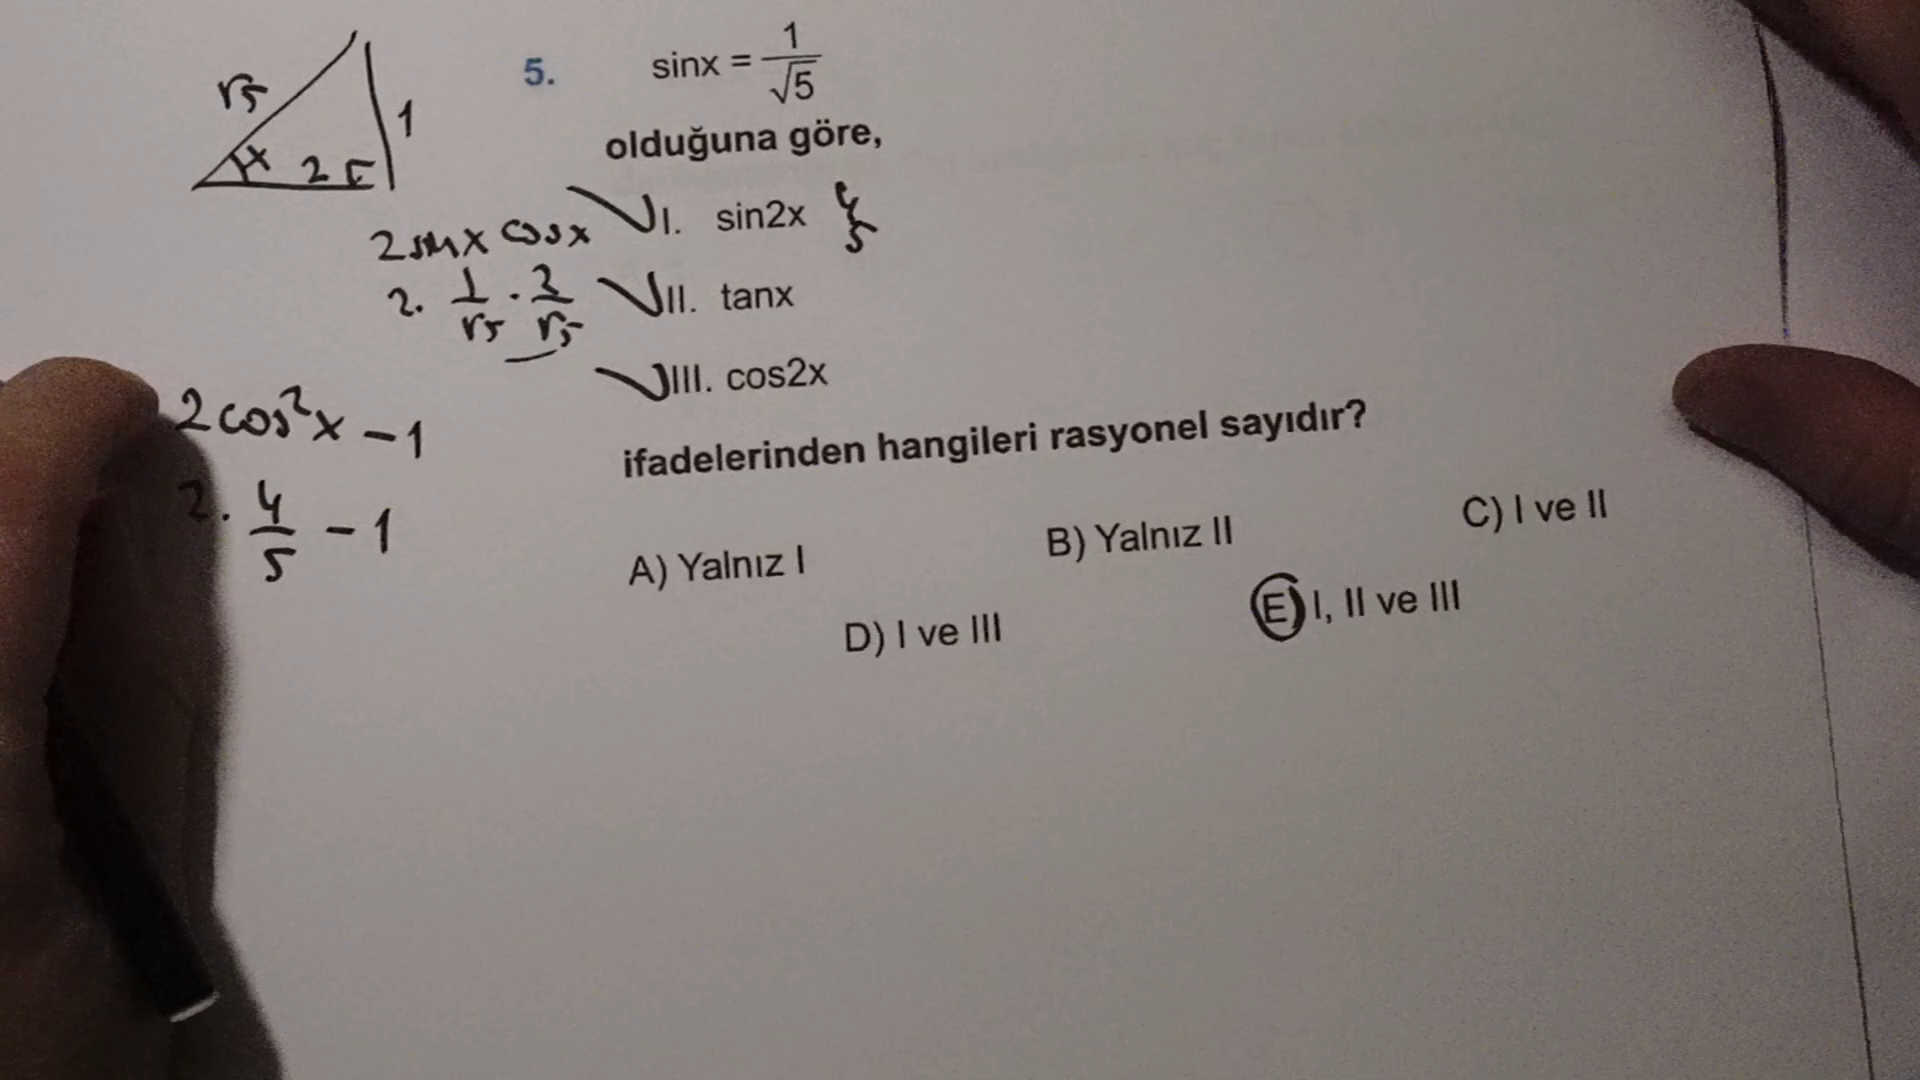 √5
1
x 2
5. sinx = 1/√5
olduğuna göre,
2 sinx cosx
I. sin2x 4/5
2. 1/√5 . 2/√5
II. tanx
III. cos2x
2cos²x - 1
ifadelerinden hangileri rasyonel sayıdır?
2. 4/5 - 1
A) Yalnız I B) Yalnız II C) I ve II
D) I ve III E) I, II ve III